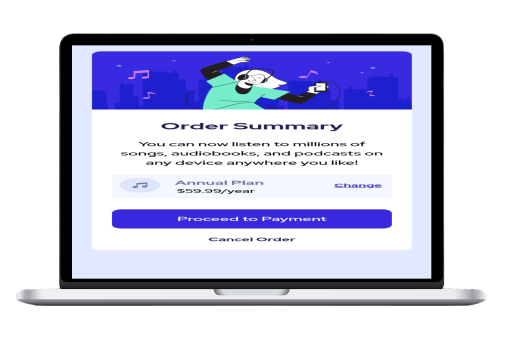 Order Summary
You can now listen to millions of
songs, audiobooks, and podcasts on
any device anywhere you like!
Annual Plan
$59.99/year
Change
Proceed to Payment
Cancel Order